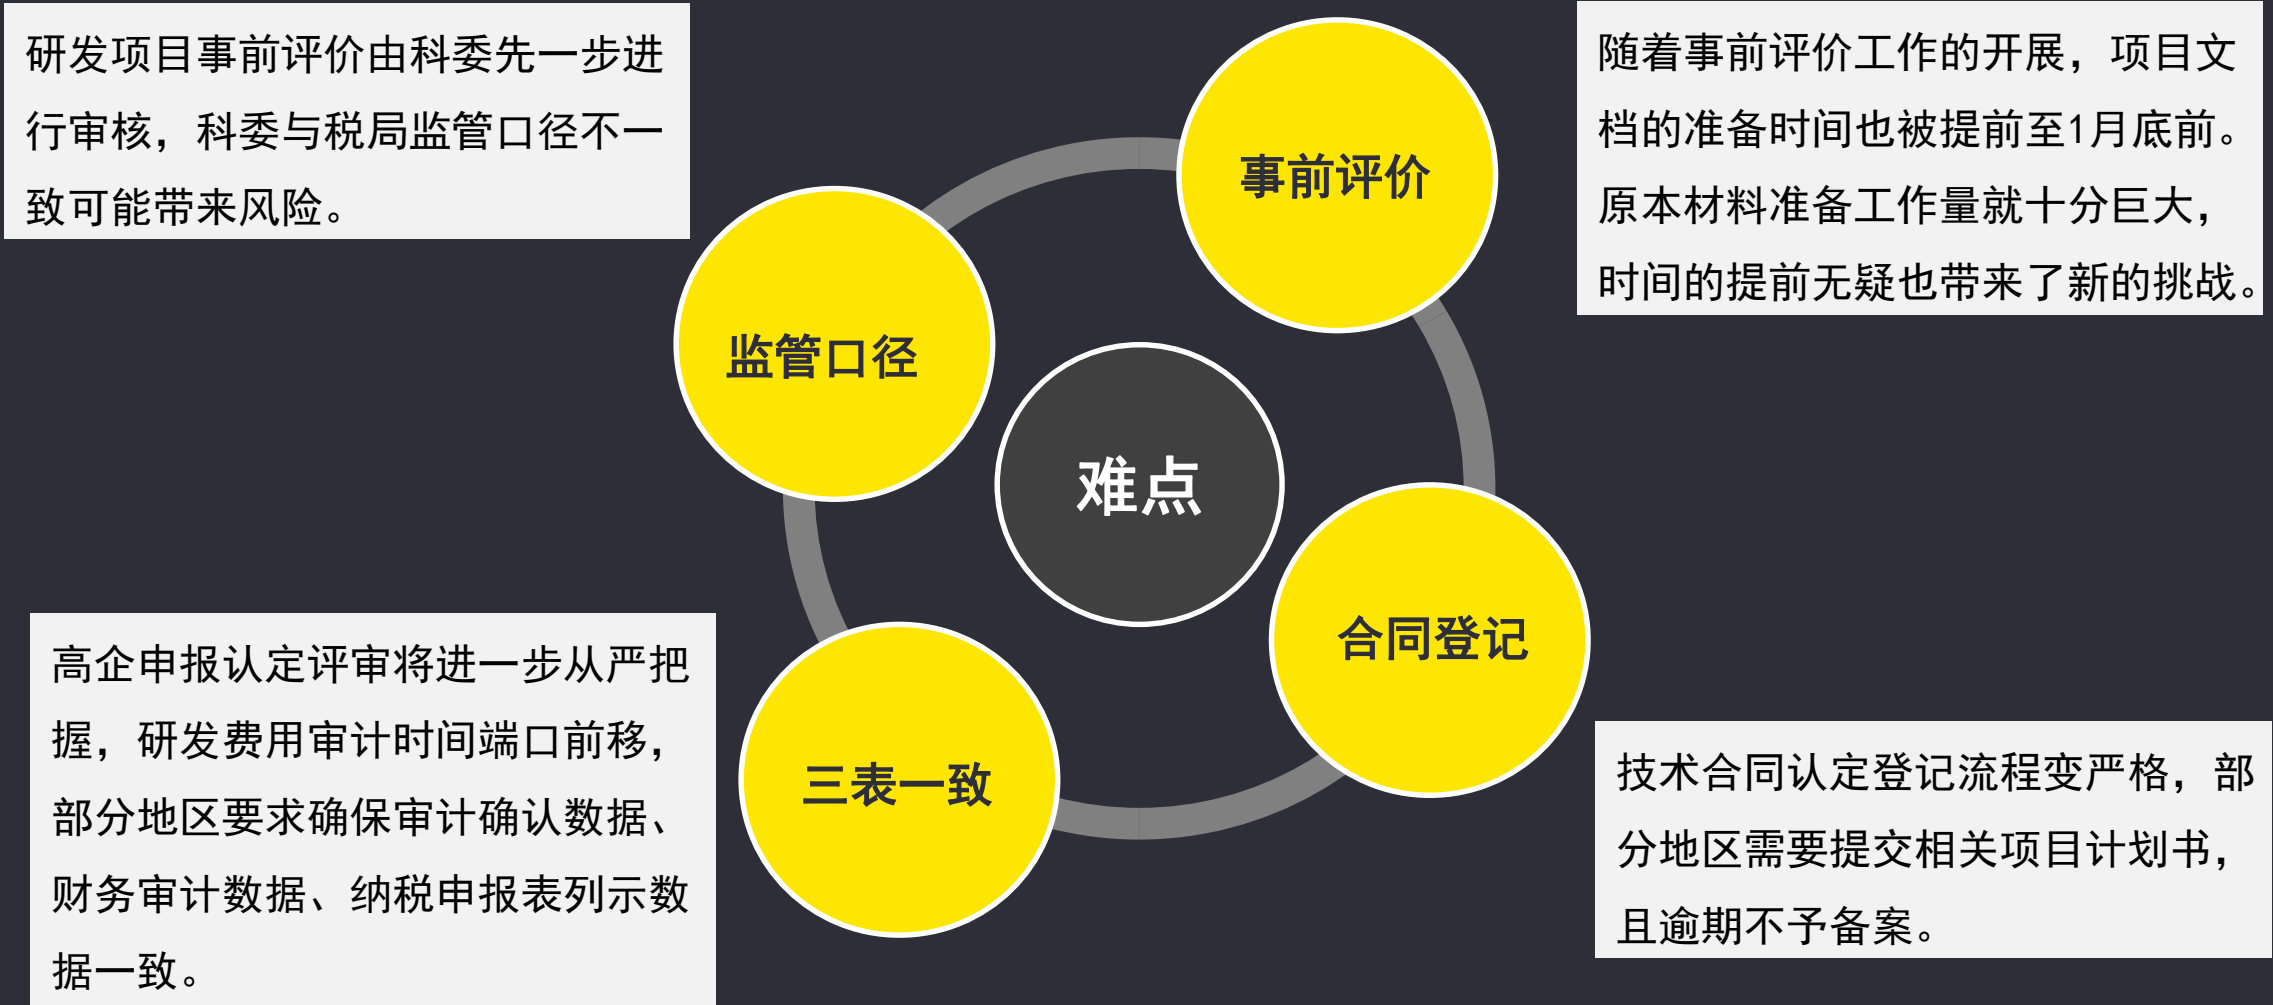 研发项目事前评价由科委先一步进
行审核，科委与税局监管口径不一
致可能带来风险。
事前评价
随着事前评价工作的开展，项目文
档的准备时间也被提前至1月底前。
原本材料准备工作量就十分巨大，
时间的提前无疑也带来了新的挑战。
监管口径
难点
合同登记
三表一致
高企申报认定评审将进一步从严把
握，研发费用审计时间端口前移，
部分地区要求确保审计确认数据、
财务审计数据、纳税申报表列示数
据一致。
技术合同认定登记流程变严格，部
分地区需要提交相关项目计划书，
且逾期不予备案。